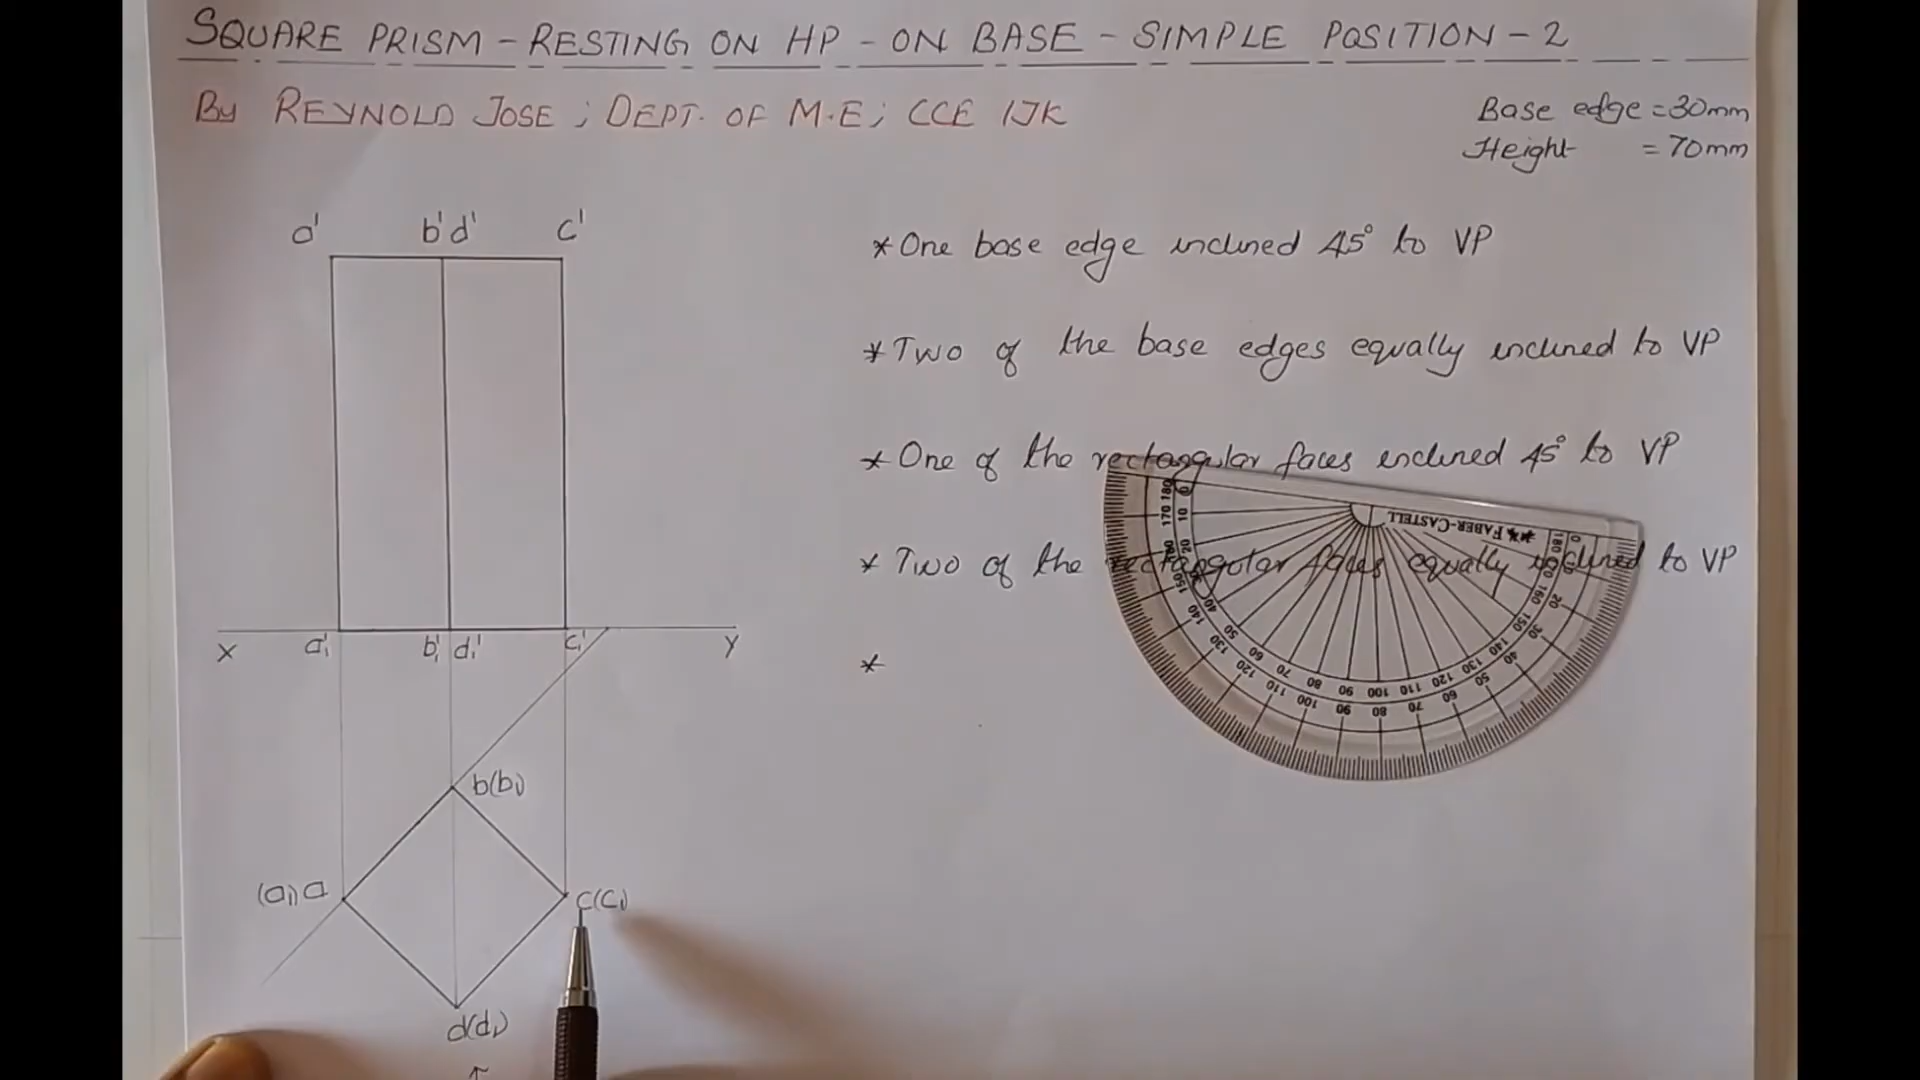 SQUARE PRISM - RESTING ON HP - ON BASE - SIMPLE POSITION - 2
By REYNOLD JOSE ; DEPT. OF M.E ; CCE IJK
Base edge = 30mm
Height = 70mm
a' b' d' c'
* One base edge inclined 45° to VP
* Two of the base edges equally inclined to VP
* One of the rectangular faces inclined 45° to VP
* Two of the rectangular faces equally inclined to VP
*
FABER-CASTELL
X a₁' b₁' d₁' c₁' Y
b(b₁)
(a₁)a
c(c₁)
d(d₁)